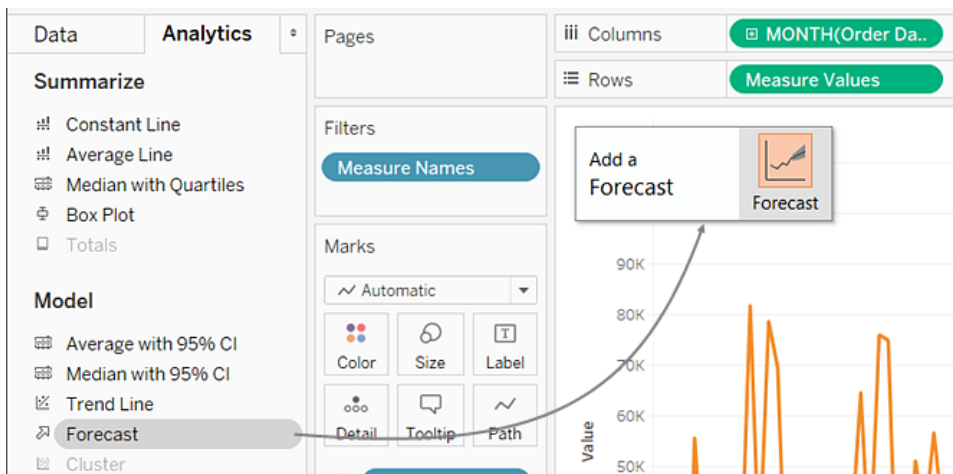 Data
Analytics
Summarize
Constant Line
Average Line
Median with Quartiles
Box Plot
Totals
Model
Average with 95% CI
Median with 95% CI
Trend Line
Forecast
Cluster
Pages
Filters
Measure Names
Marks
Automatic
Color
Size
T
Label
Detail
Tooltip
Path
iii Columns
MONTH(Order Da..
Rows
Measure Values
Add a
Forecast
Forecast
90K
80K
70K
60K
50K
Value